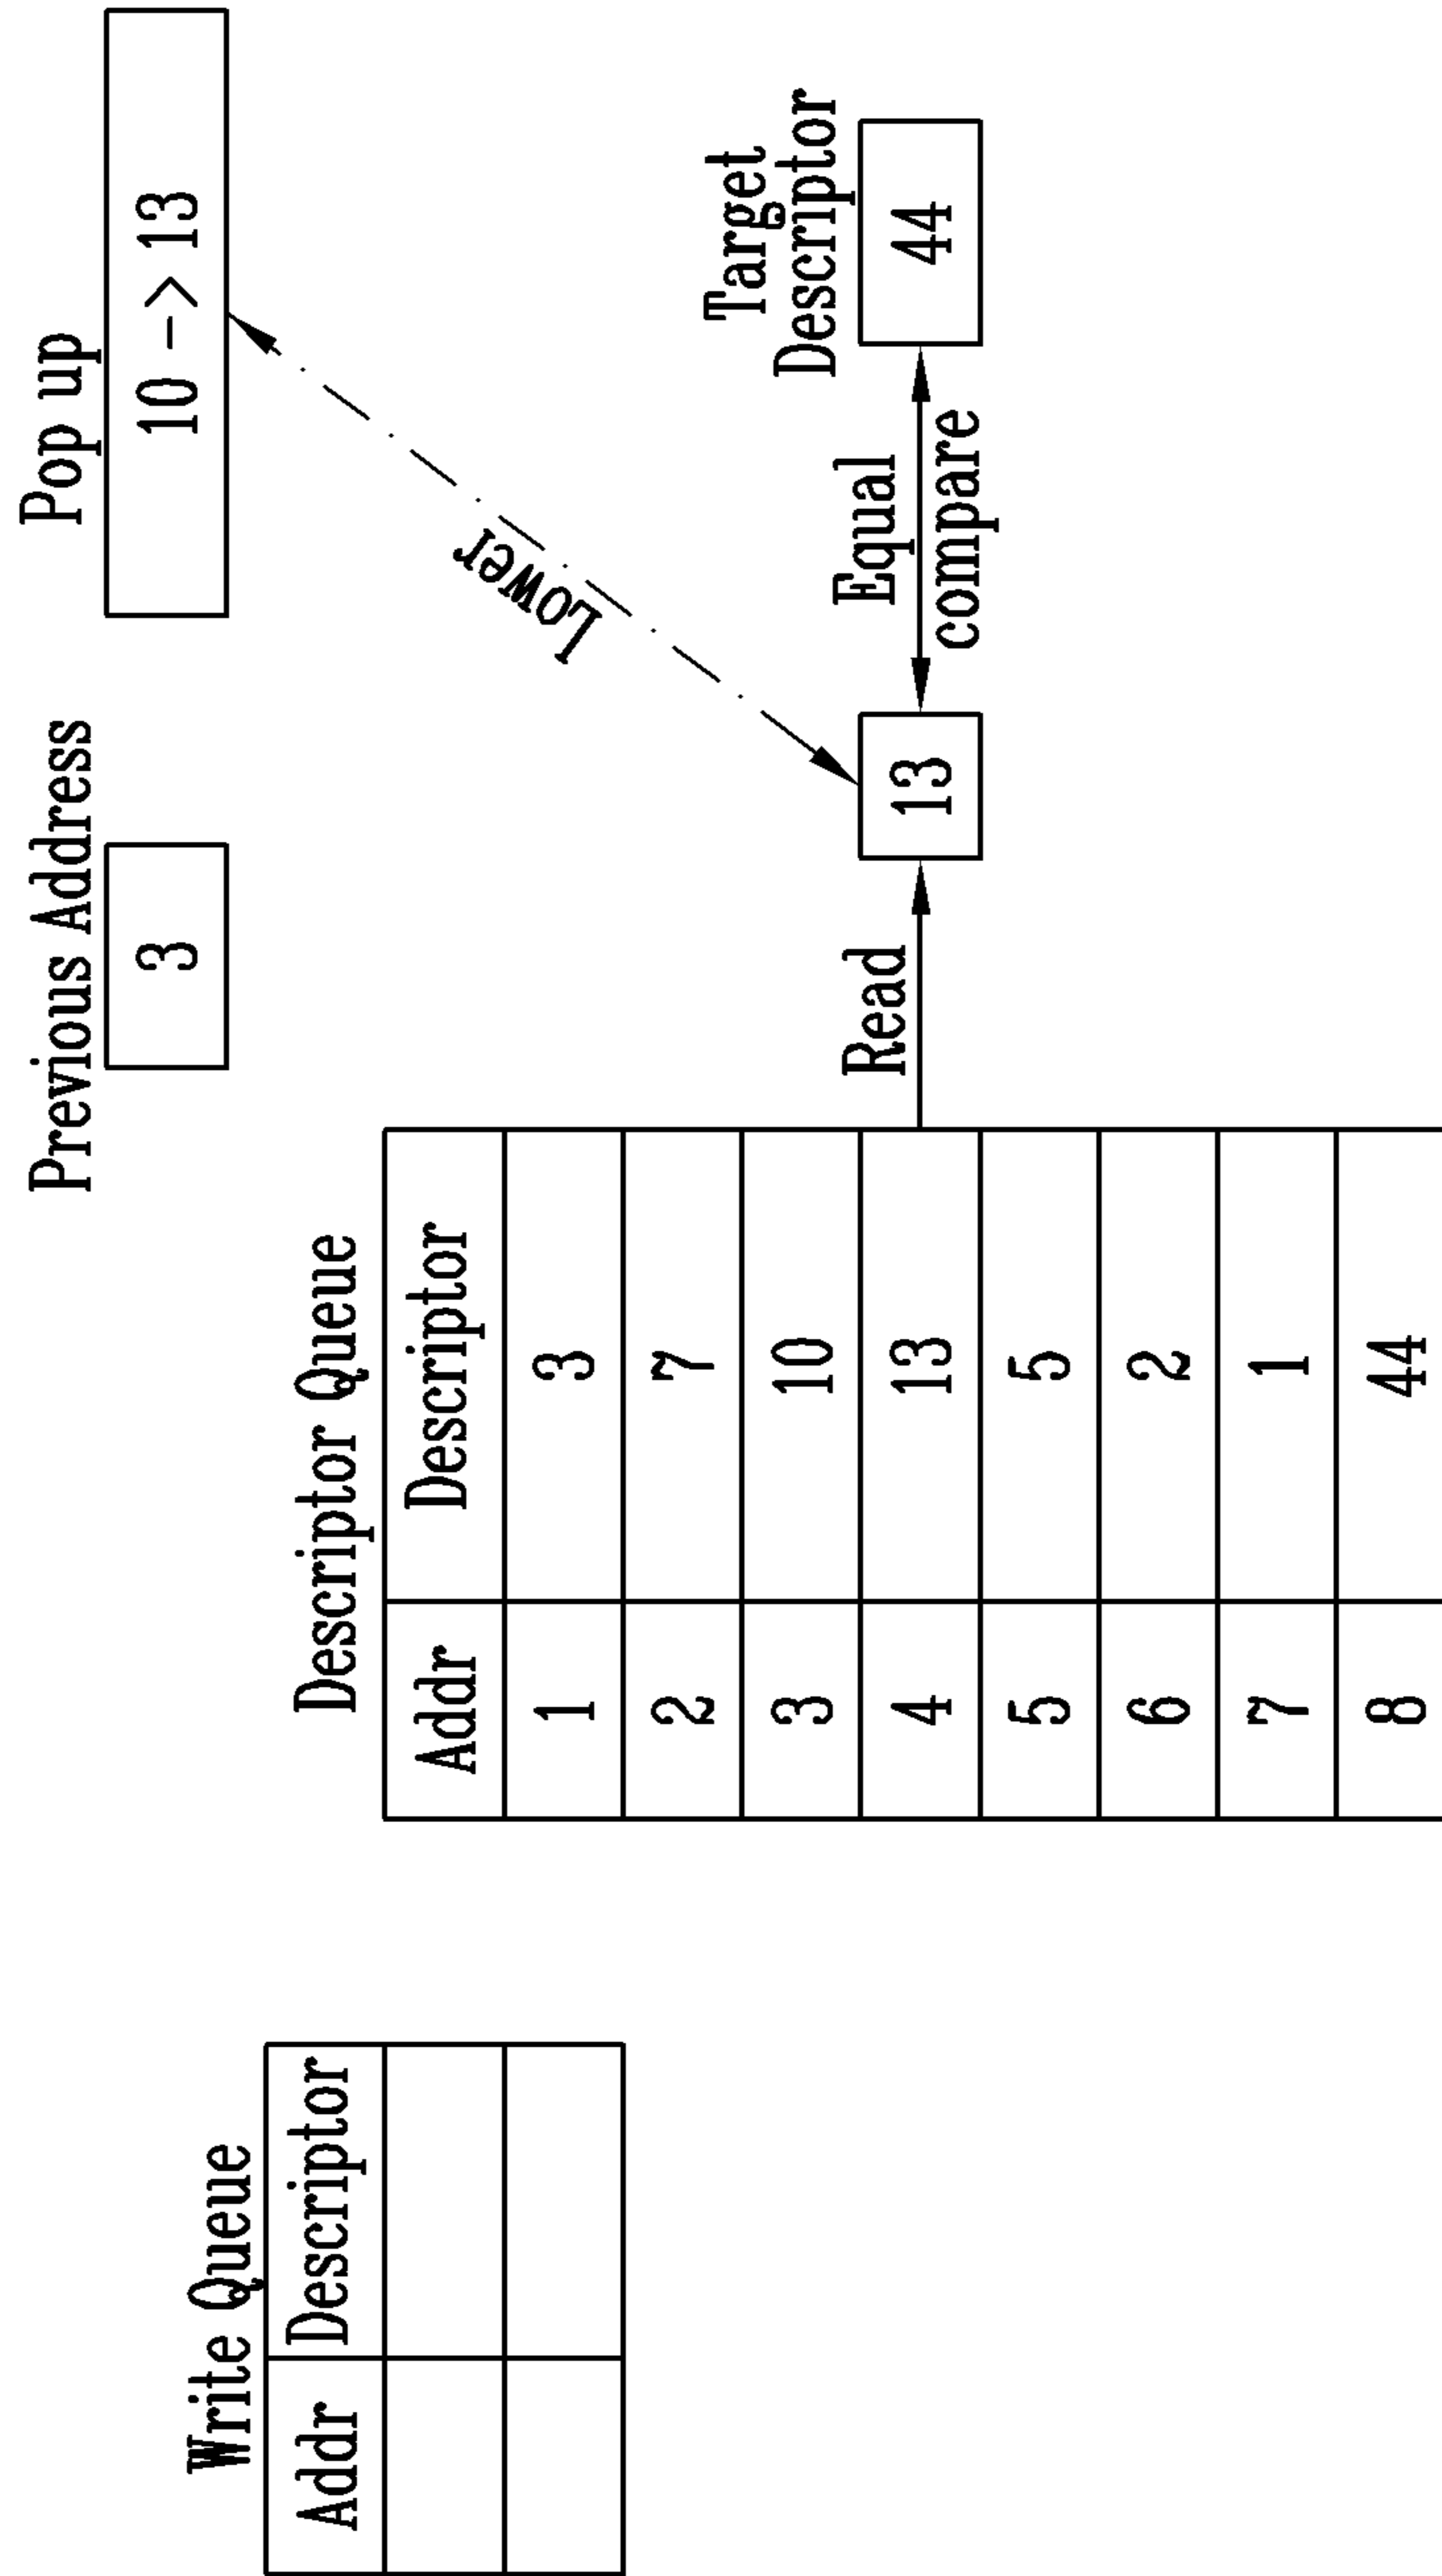 Previous Address
3
Pop up
10 -> 13
Write Queue
Addr Descriptor
Descriptor Queue
Addr Descriptor
1 3
2 7
3 10
4 13
5 5
6 2
7 1
8 44
Lower
Read
13
Equal
compare
Target
Descriptor
44